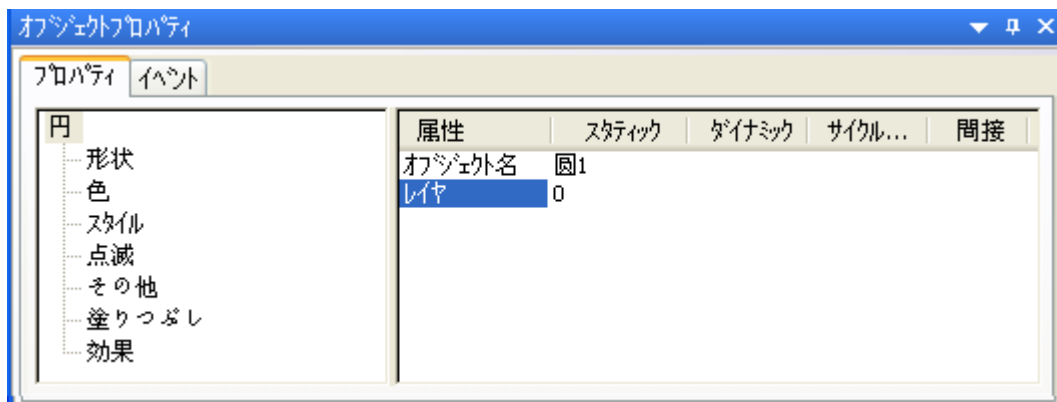 オブジェクトプロパティ
プロパティ イベント
円
形状
色
スタイル
点滅
その他
塗りつぶし
効果
属性 スタティック ダイナミック サイクル... 間接
オブジェクト名 圆1
レイヤ 0